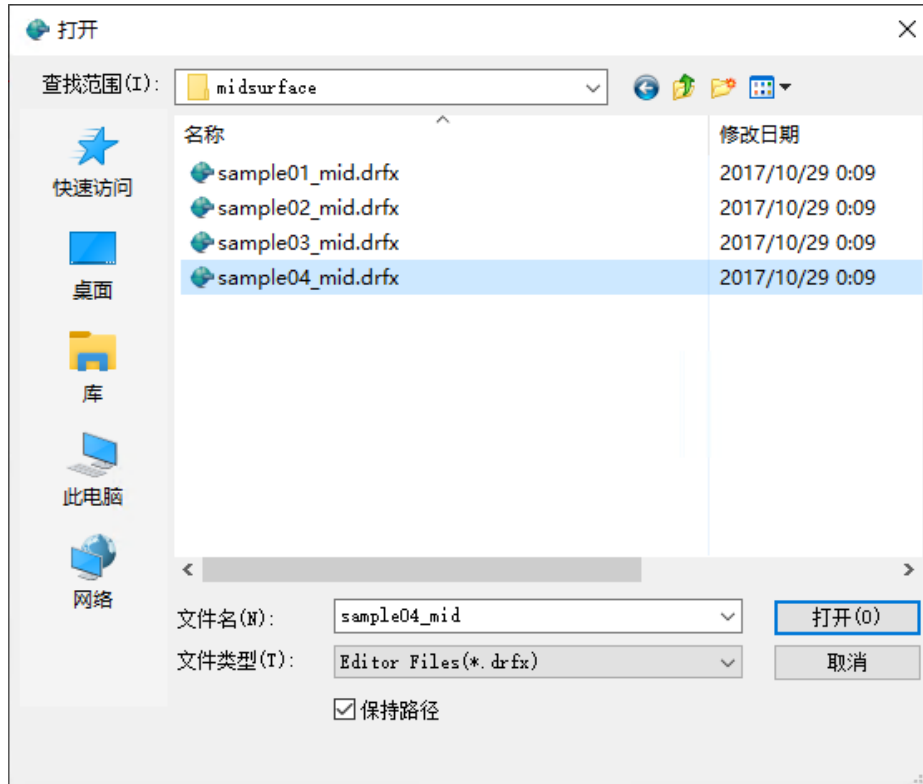 打开
查找范围(I):
midsurface
名称
修改日期
sample01_mid.drfx
2017/10/29 0:09
sample02_mid.drfx
2017/10/29 0:09
sample03_mid.drfx
2017/10/29 0:09
sample04_mid.drfx
2017/10/29 0:09
快速访问
桌面
库
此电脑
网络
文件名(N):
sample04_mid
打开(O)
文件类型(T):
Editor Files(*.drfx)
取消
保持路径